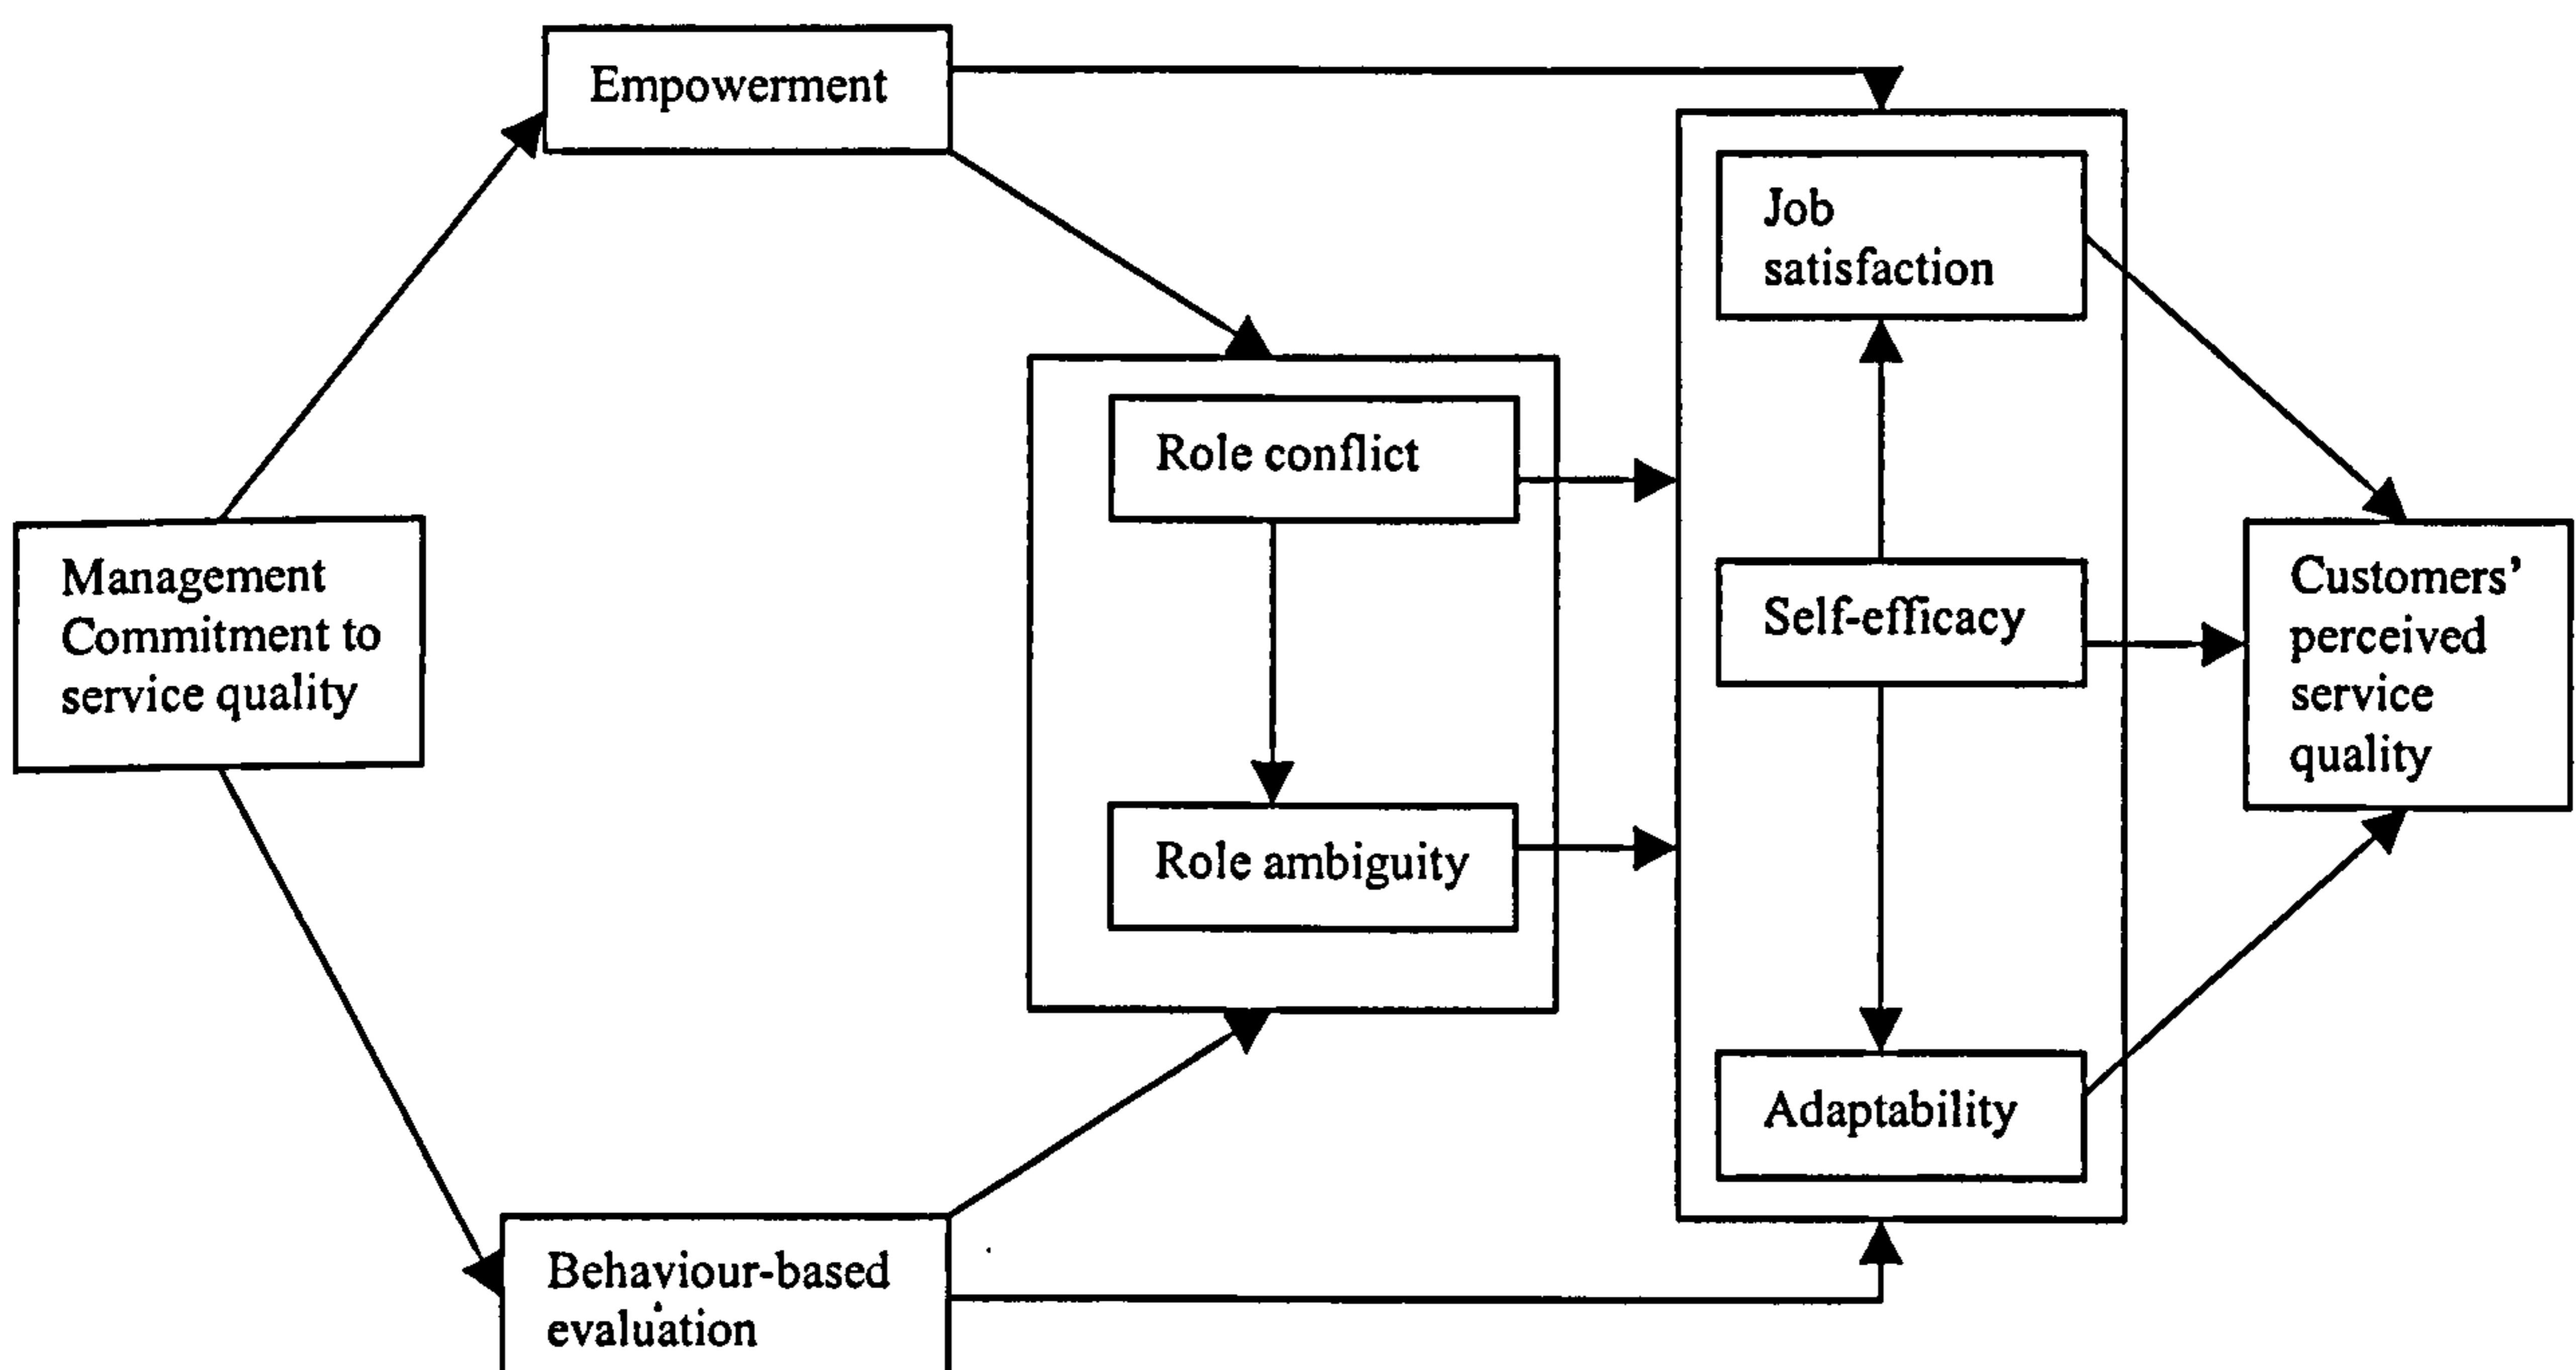 Empowerment
Job
satisfaction
Role conflict
Management
Commitment to
service quality
Self-efficacy
Customers’
perceived
service
quality
Role ambiguity
Adaptability
Behaviour-based
evaluation